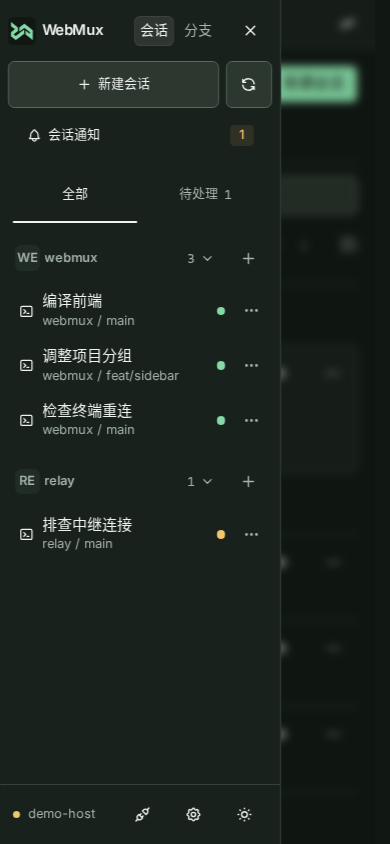 WebMux 会话 分支
新建会话
会话通知 1
全部 待处理 1
WE webmux 3
编译前端
webmux / main
调整项目分组
webmux / feat/sidebar
检查终端重连
webmux / main
RE relay 1
排查中继连接
relay / main
demo-host